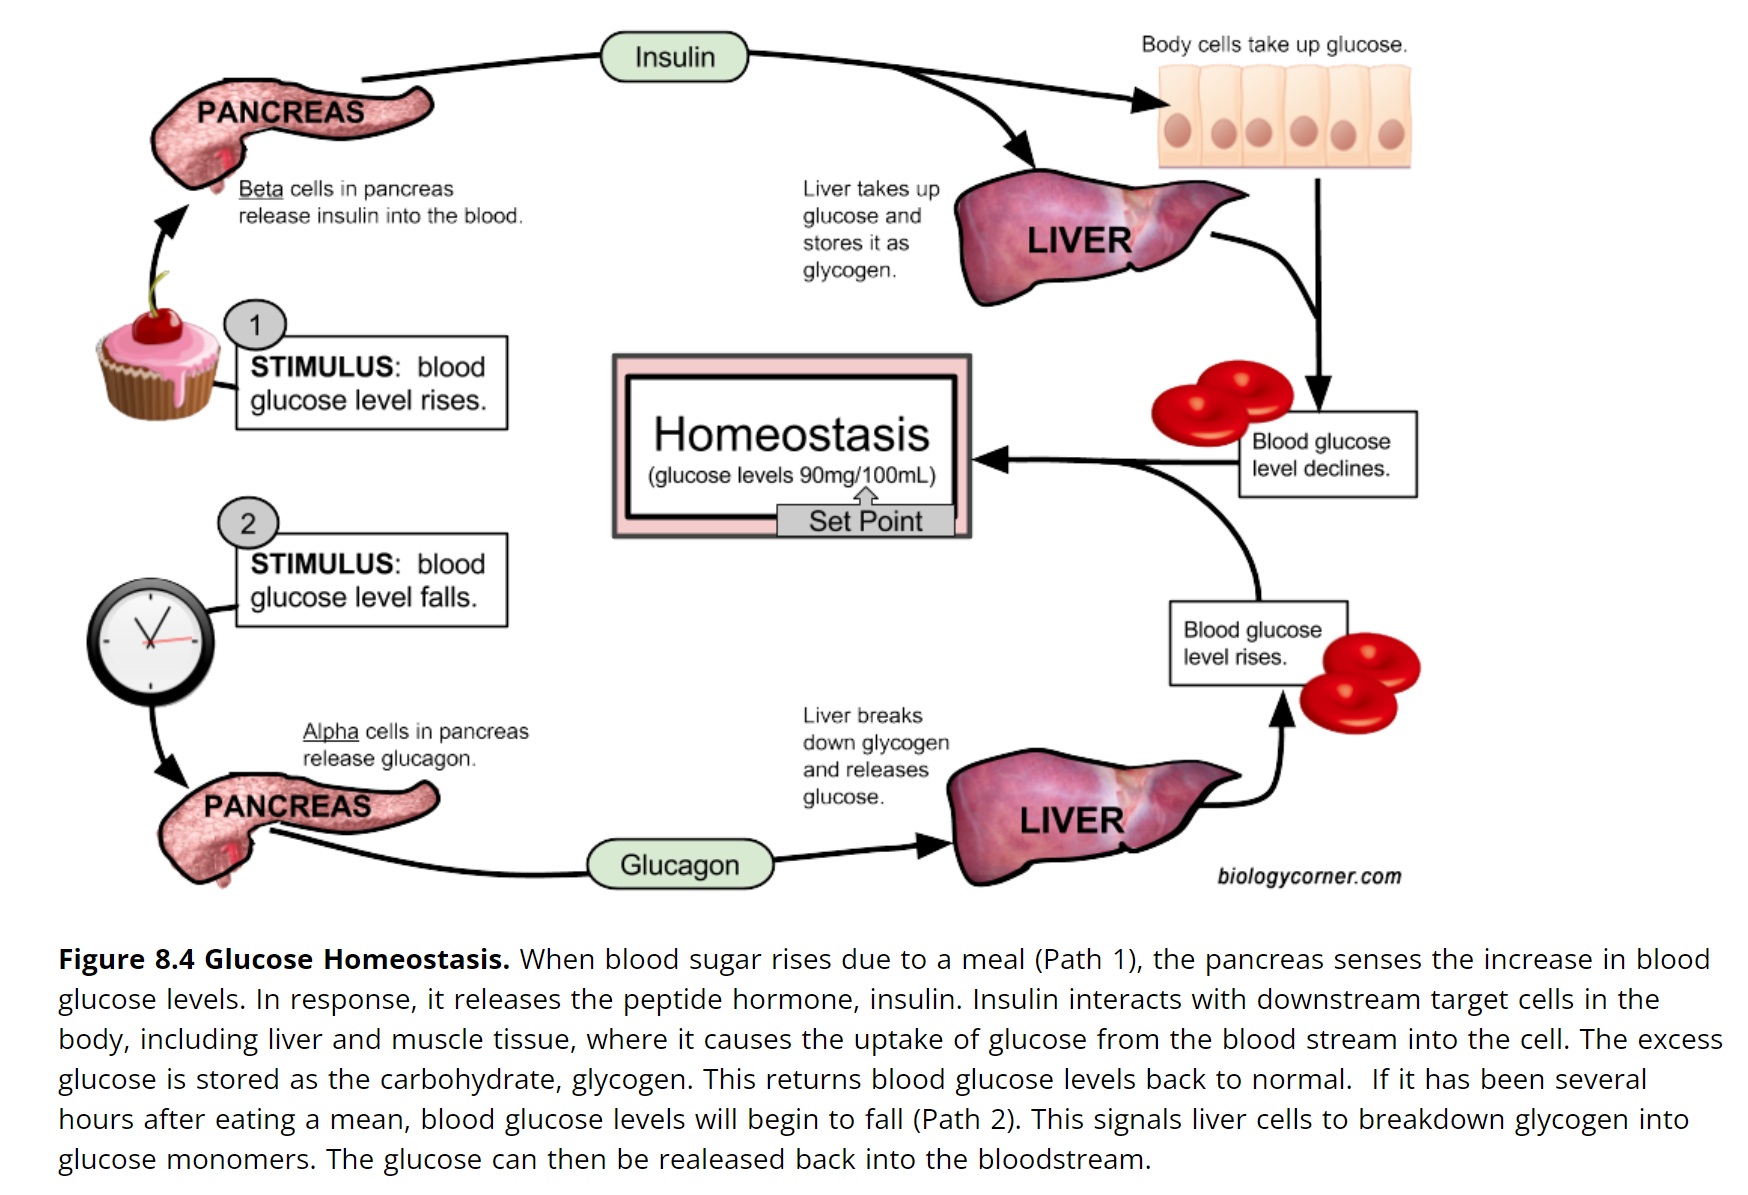 Insulin
Body cells take up glucose.
PANCREAS
Beta cells in pancreas
release insulin into the blood.
Liver takes up
glucose and
stores it as
glycogen.
LIVER
1
STIMULUS: blood
glucose level rises.
Homeostasis
(glucose levels 90mg/100mL)
Set Point
Blood glucose
level declines.
2
STIMULUS: blood
glucose level falls.
Blood glucose
level rises.
Alpha cells in pancreas
release glucagon.
PANCREAS
Glucagon
Liver breaks
down glycogen
and releases
glucose.
LIVER
biologycorner.com
Figure 8.4 Glucose Homeostasis. When blood sugar rises due to a meal (Path 1), the pancreas senses the increase in blood
glucose levels. In response, it releases the peptide hormone, insulin. Insulin interacts with downstream target cells in the
body, including liver and muscle tissue, where it causes the uptake of glucose from the blood stream into the cell. The excess
glucose is stored as the carbohydrate, glycogen. This returns blood glucose levels back to normal.  If it has been several
hours after eating a mean, blood glucose levels will begin to fall (Path 2). This signals liver cells to breakdown glycogen into
glucose monomers. The glucose can then be realeased back into the bloodstream.